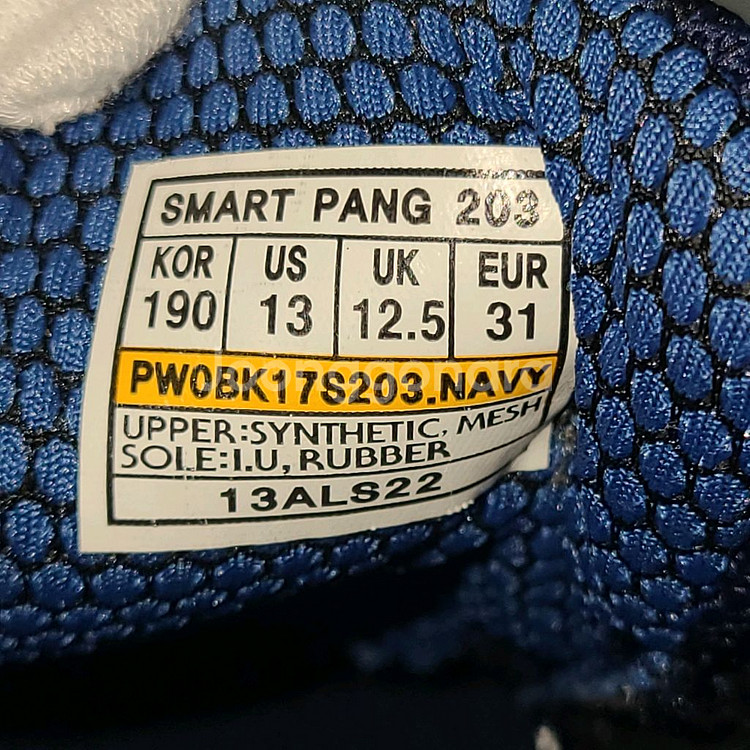 SMART PANG 203
KOR US UK EUR
190 13 12.5 31
PW0BK17S203.NAVY
UPPER:SYNTHETIC, MESH
SOLE:I.U, RUBBER
13ALS22